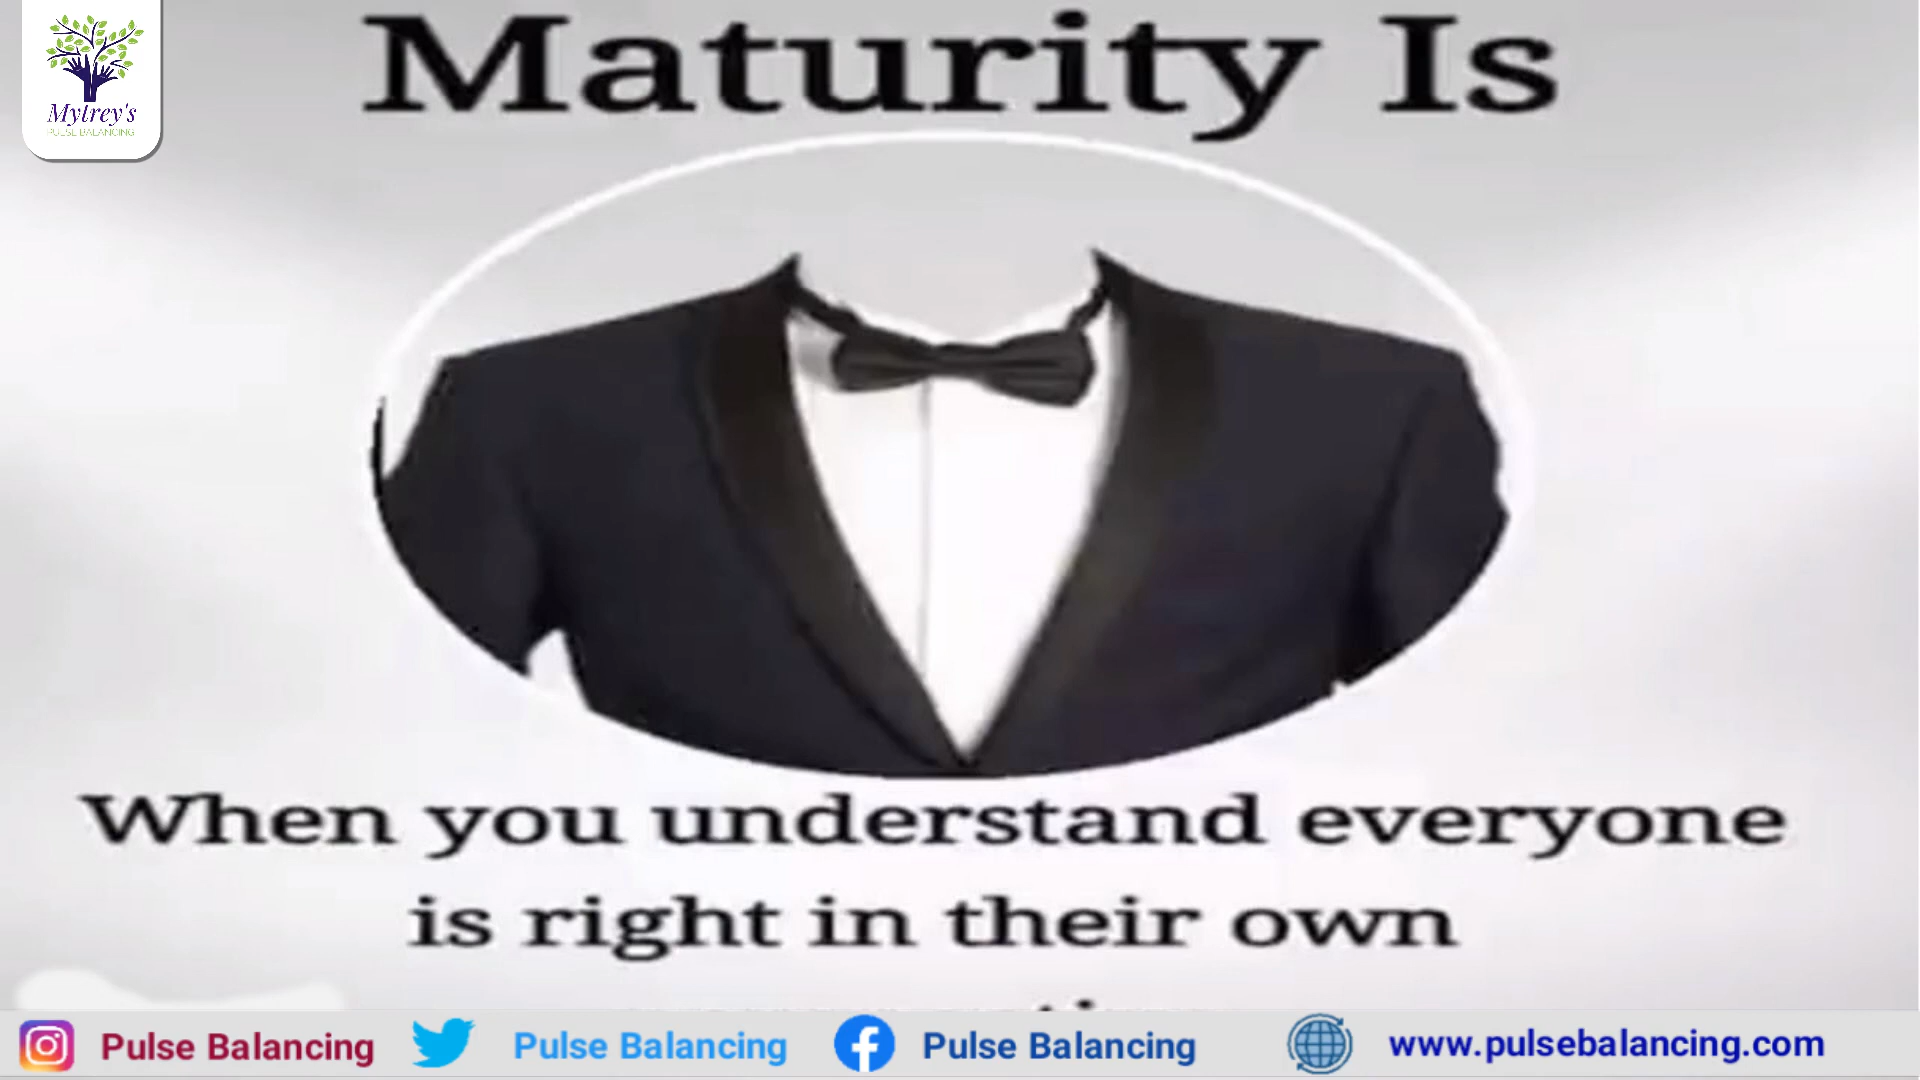 Mytrey's
PULSE BALANCING
Maturity Is
When you understand everyone
is right in their own
Pulse Balancing
Pulse Balancing
Pulse Balancing
www.pulsebalancing.com